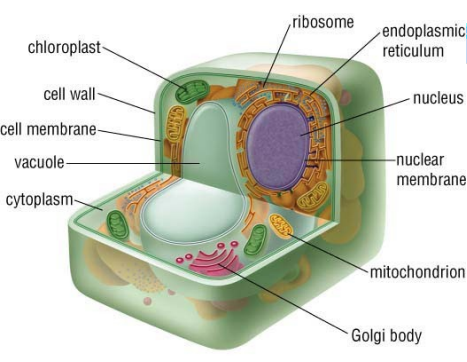 ribosome
endoplasmic
reticulum
chloroplast
cell wall
nucleus
cell membrane
vacuole
nuclear
membrane
cytoplasm
mitochondrion
Golgi body